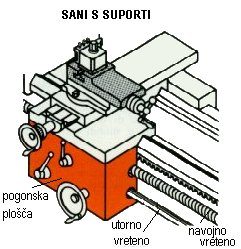 SANI S SUPORTI
pogonska
plošča
utorno
vreteno
navojno
vreteno